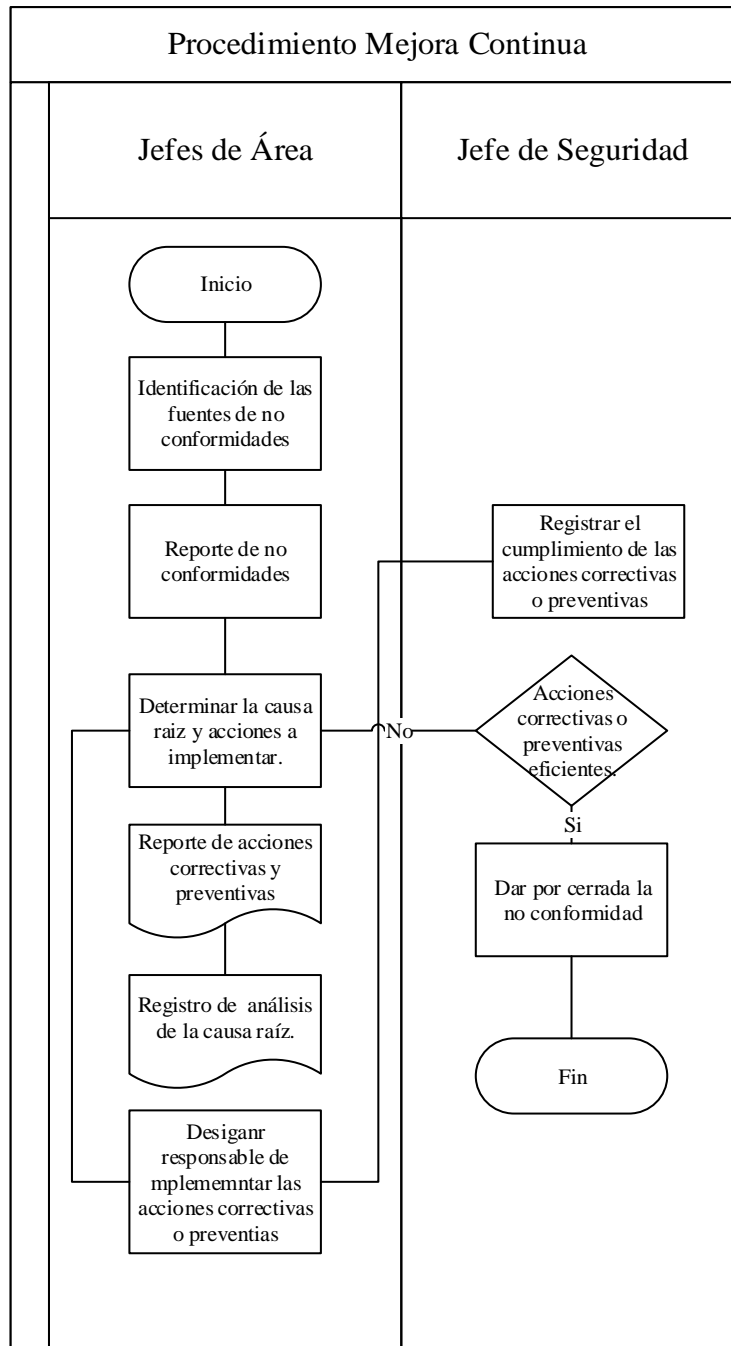 Procedimiento Mejora Continua
Jefes de Área
Jefe de Seguridad
Inicio
Identificación de las
fuentes de no
conformidades
Reporte de no
conformidades
Determinar la causa
raiz y acciones a
implementar.
Reporte de acciones
correctivas y
preventivas
Registro de análisis
de la causa raíz.
Desiganr
responsable de
mplememntar las
acciones correctivas
o preventias
Registrar el
cumplimiento de las
acciones correctivas
o preventivas
Acciones
correctivas o
preventivas
eficientes.
No
Si
Dar por cerrada la
no conformidad
Fin